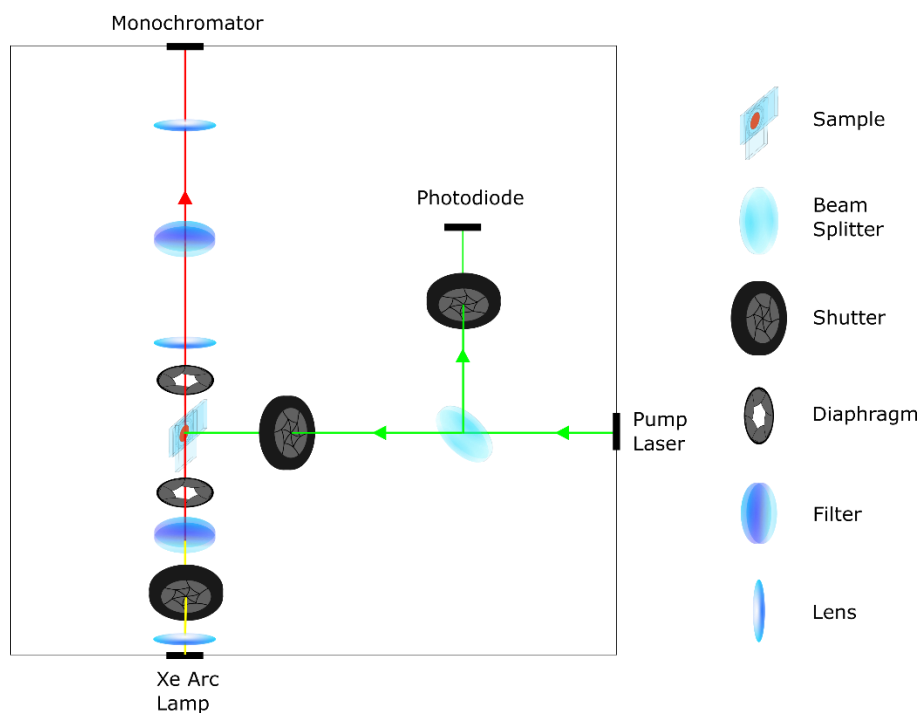 Monochromator
Sample
Photodiode
Beam
Splitter
Shutter
Pump
Laser
Diaphragm
Filter
Lens
Xe Arc
Lamp